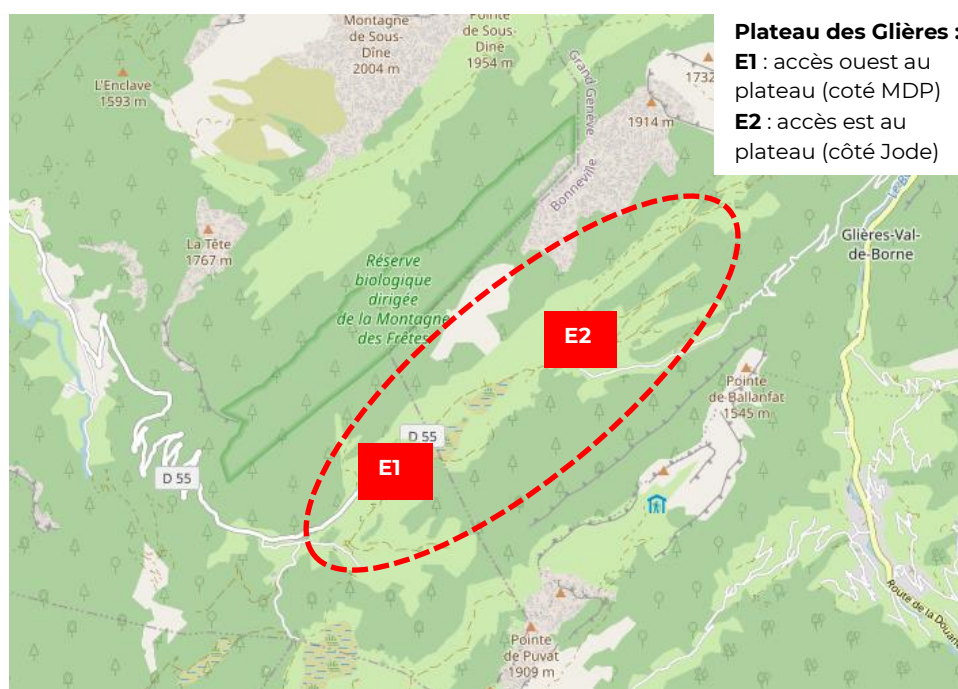 Plateau des Glières :
E1 : accès ouest au
plateau (coté MDP)
E2 : accès est au
plateau (côté Jode)
Montagne
de Sous-
Dine
2004 m
Pointe
de Sous-
Dine
1954 m
L'Enclave
1593 m
Grand Genève
Bonneville
1732
1914 m
La Tête
1767 m
Réserve
biologique
dirigée
de la Montagne
des Frêtes
Glières-Val-
de-Borne
E2
Pointe
de Ballanfat
1545 m
D 55
E1
D 55
Pointe
de Puvat
1909 m
Route de la Douane